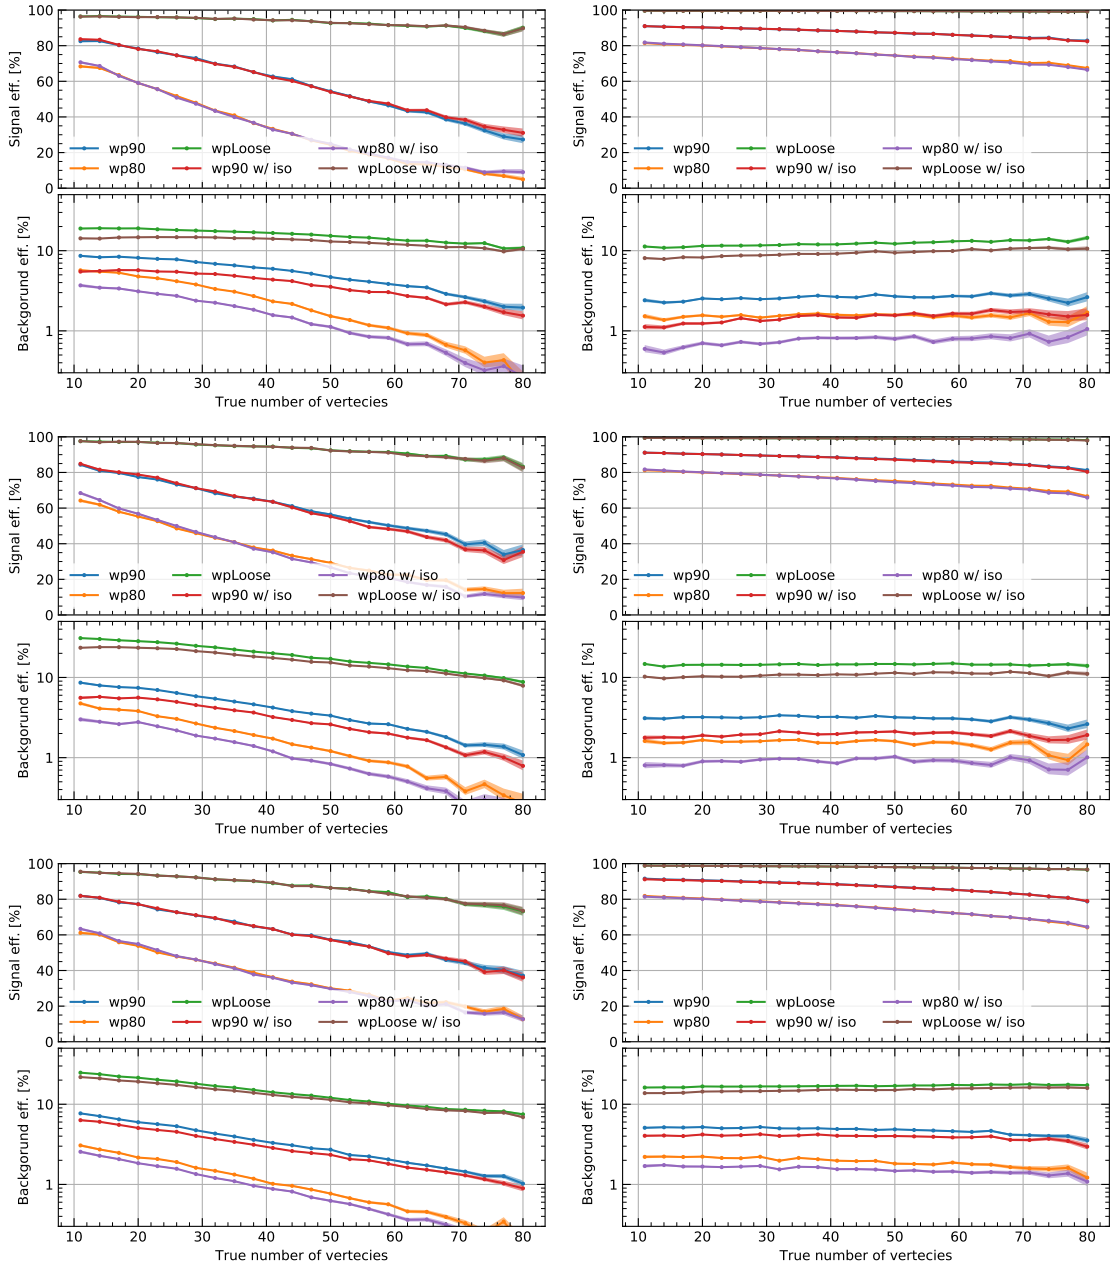 100
80
60
40
20
0
Signal eff. [%]
wp90 wpLoose wp80 w/ iso
wp80 wp90 w/ iso wpLoose w/ iso
10
1
Backgorund eff. [%]
10 20 30 40 50 60 70 80
True number of vertecies
100
80
60
40
20
0
Signal eff. [%]
wp90 wpLoose wp80 w/ iso
wp80 wp90 w/ iso wpLoose w/ iso
10
1
Backgorund eff. [%]
10 20 30 40 50 60 70 80
True number of vertecies
100
80
60
40
20
0
Signal eff. [%]
wp90 wpLoose wp80 w/ iso
wp80 wp90 w/ iso wpLoose w/ iso
10
1
Backgorund eff. [%]
10 20 30 40 50 60 70 80
True number of vertecies
100
80
60
40
20
0
Signal eff. [%]
wp90 wpLoose wp80 w/ iso
wp80 wp90 w/ iso wpLoose w/ iso
10
1
Backgorund eff. [%]
10 20 30 40 50 60 70 80
True number of vertecies
100
80
60
40
20
0
Signal eff. [%]
wp90 wpLoose wp80 w/ iso
wp80 wp90 w/ iso wpLoose w/ iso
10
1
Backgorund eff. [%]
10 20 30 40 50 60 70 80
True number of vertecies
100
80
60
40
20
0
Signal eff. [%]
wp90 wpLoose wp80 w/ iso
wp80 wp90 w/ iso wpLoose w/ iso
10
1
Backgorund eff. [%]
10 20 30 40 50 60 70 80
True number of vertecies